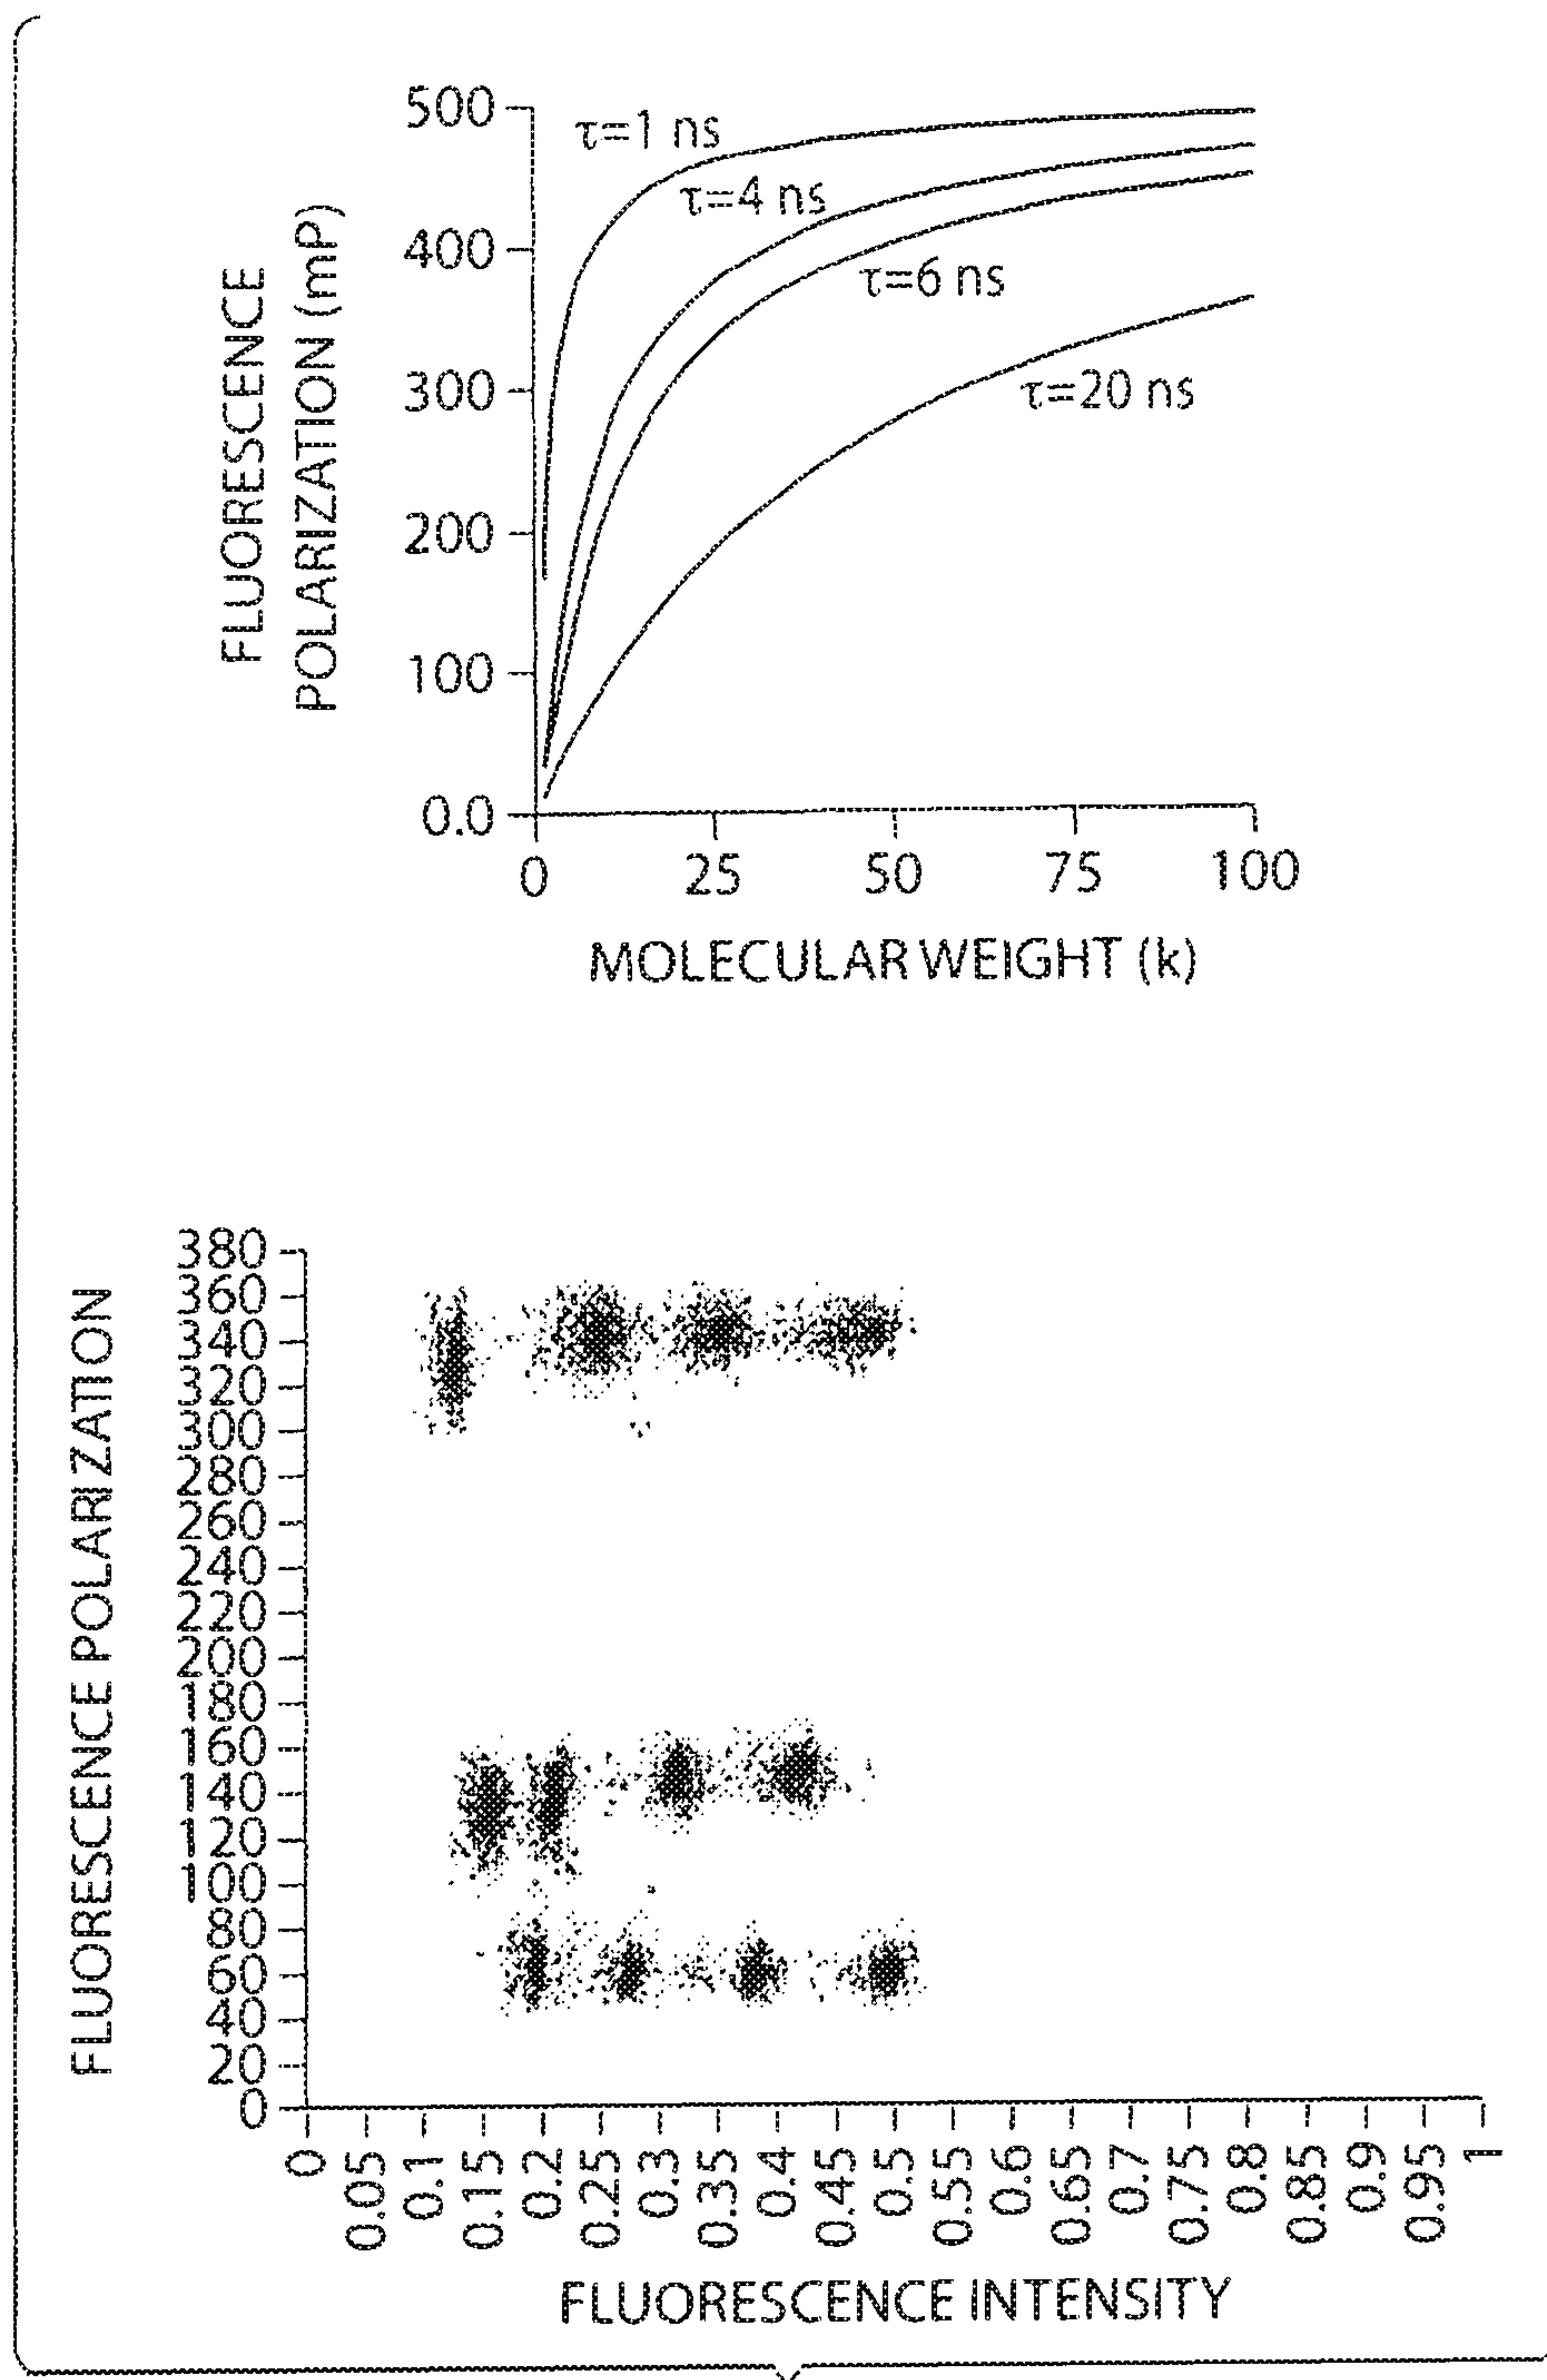 500
400
300
200
100
0.0
FLUORESCENCE
POLARIZATION (mP)
τ=1 ns
τ=4 ns
τ=6 ns
τ=20 ns
0 25 50 75 100
MOLECULAR WEIGHT (k)
380
360
340
320
300
280
260
240
220
200
180
160
140
120
100
80
60
40
20
0
FLUORESCENCE POLARIZATION
0 0.05 0.1 0.15 0.2 0.25 0.3 0.35 0.4 0.45 0.5 0.55 0.6 0.65 0.7 0.75 0.8 0.85 0.9 0.95 1
FLUORESCENCE INTENSITY